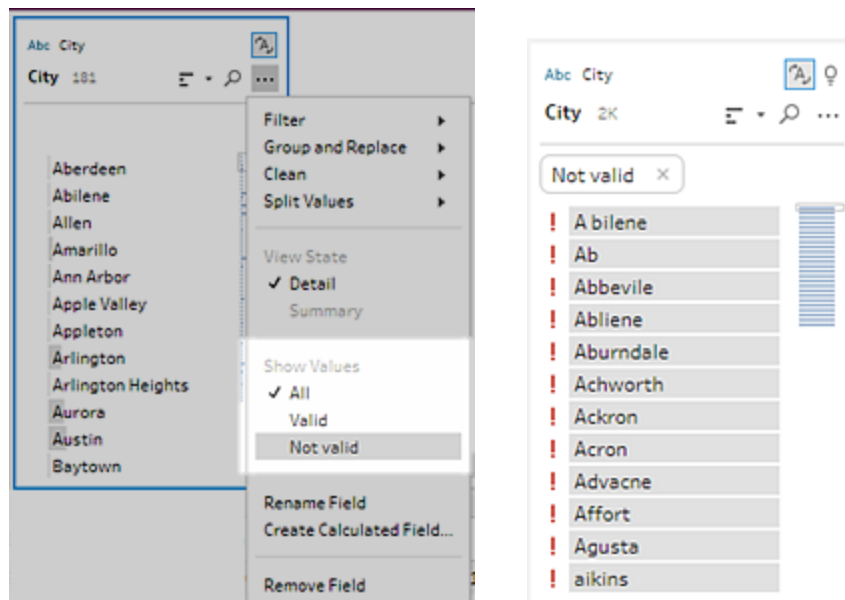 Abc City
City 181
Aberdeen
Abilene
Allen
Amarillo
Ann Arbor
Apple Valley
Appleton
Arlington
Arlington Heights
Aurora
Austin
Baytown
Filter
Group and Replace
Clean
Split Values
View State
✓ Detail
Summary
Show Values
✓ All
Valid
Not valid
Rename Field
Create Calculated Field...
Remove Field
Abc City
City 2K
Not valid ×
! A bilene
! Ab
! Abbevile
! Abliene
! Aburndale
! Achworth
! Ackron
! Acron
! Advacne
! Affort
! Agusta
! aikins